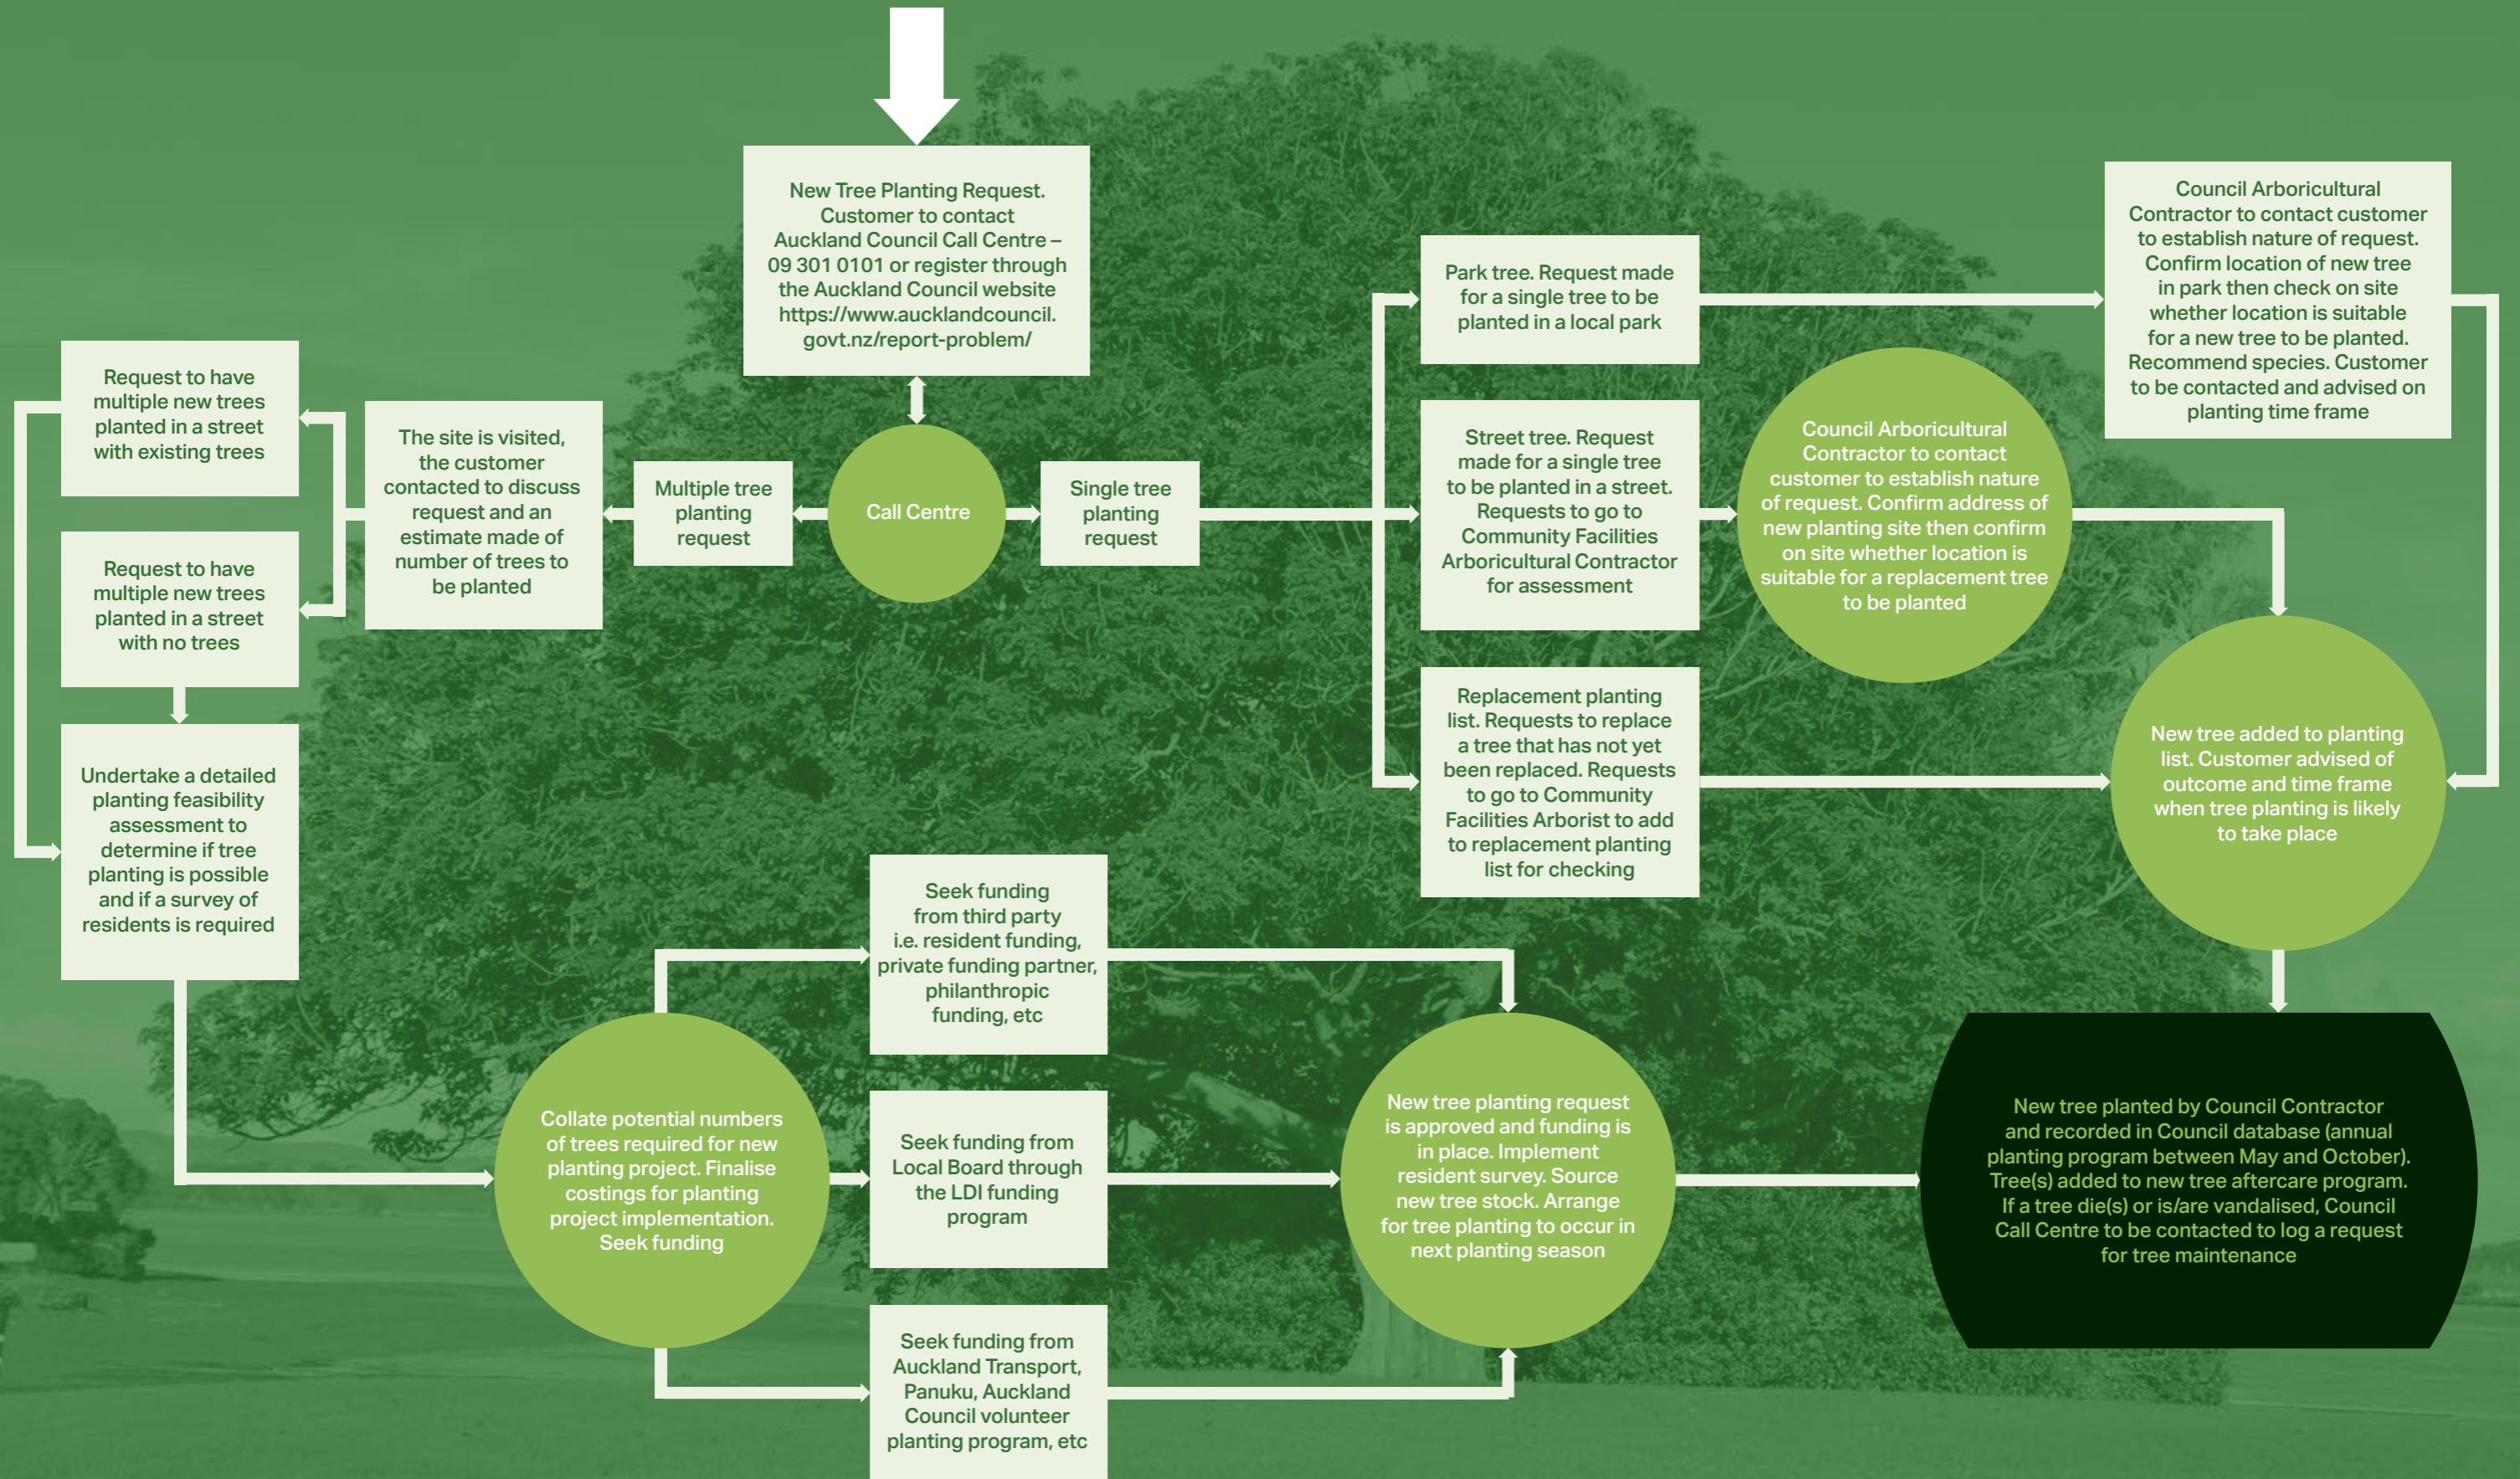 New Tree Planting Request.
Customer to contact
Auckland Council Call Centre –
09 301 0101 or register through
the Auckland Council website
https://www.aucklandcouncil.
govt.nz/report-problem/
Call Centre
Multiple tree
planting
request
The site is visited,
the customer
contacted to discuss
request and an
estimate made of
number of trees to
be planted
Request to have
multiple new trees
planted in a street
with existing trees
Request to have
multiple new trees
planted in a street
with no trees
Undertake a detailed
planting feasibility
assessment to
determine if tree
planting is possible
and if a survey of
residents is required
Collate potential numbers
of trees required for new
planting project. Finalise
costings for planting
project implementation.
Seek funding
Seek funding
from third party
i.e. resident funding,
private funding partner,
philanthropic
funding, etc
Seek funding from
Local Board through
the LDI funding
program
Seek funding from
Auckland Transport,
Panuku, Auckland
Council volunteer
planting program, etc
New tree planting request
is approved and funding is
in place. Implement
resident survey. Source
new tree stock. Arrange
for tree planting to occur in
next planting season
Single tree
planting
request
Park tree. Request made
for a single tree to be
planted in a local park
Council Arboricultural
Contractor to contact customer
to establish nature of request.
Confirm location of new tree
in park then check on site
whether location is suitable
for a new tree to be planted.
Recommend species. Customer
to be contacted and advised on
planting time frame
Street tree. Request
made for a single tree
to be planted in a street.
Requests to go to
Community Facilities
Arboricultural Contractor
for assessment
Council Arboricultural
Contractor to contact
customer to establish nature
of request. Confirm address of
new planting site then confirm
on site whether location is
suitable for a replacement tree
to be planted
Replacement planting
list. Requests to replace
a tree that has not yet
been replaced. Requests
to go to Community
Facilities Arborist to add
to replacement planting
list for checking
New tree added to planting
list. Customer advised of
outcome and time frame
when tree planting is likely
to take place
New tree planted by Council Contractor
and recorded in Council database (annual
planting program between May and October).
Tree(s) added to new tree aftercare program.
If a tree die(s) or is/are vandalised, Council
Call Centre to be contacted to log a request
for tree maintenance